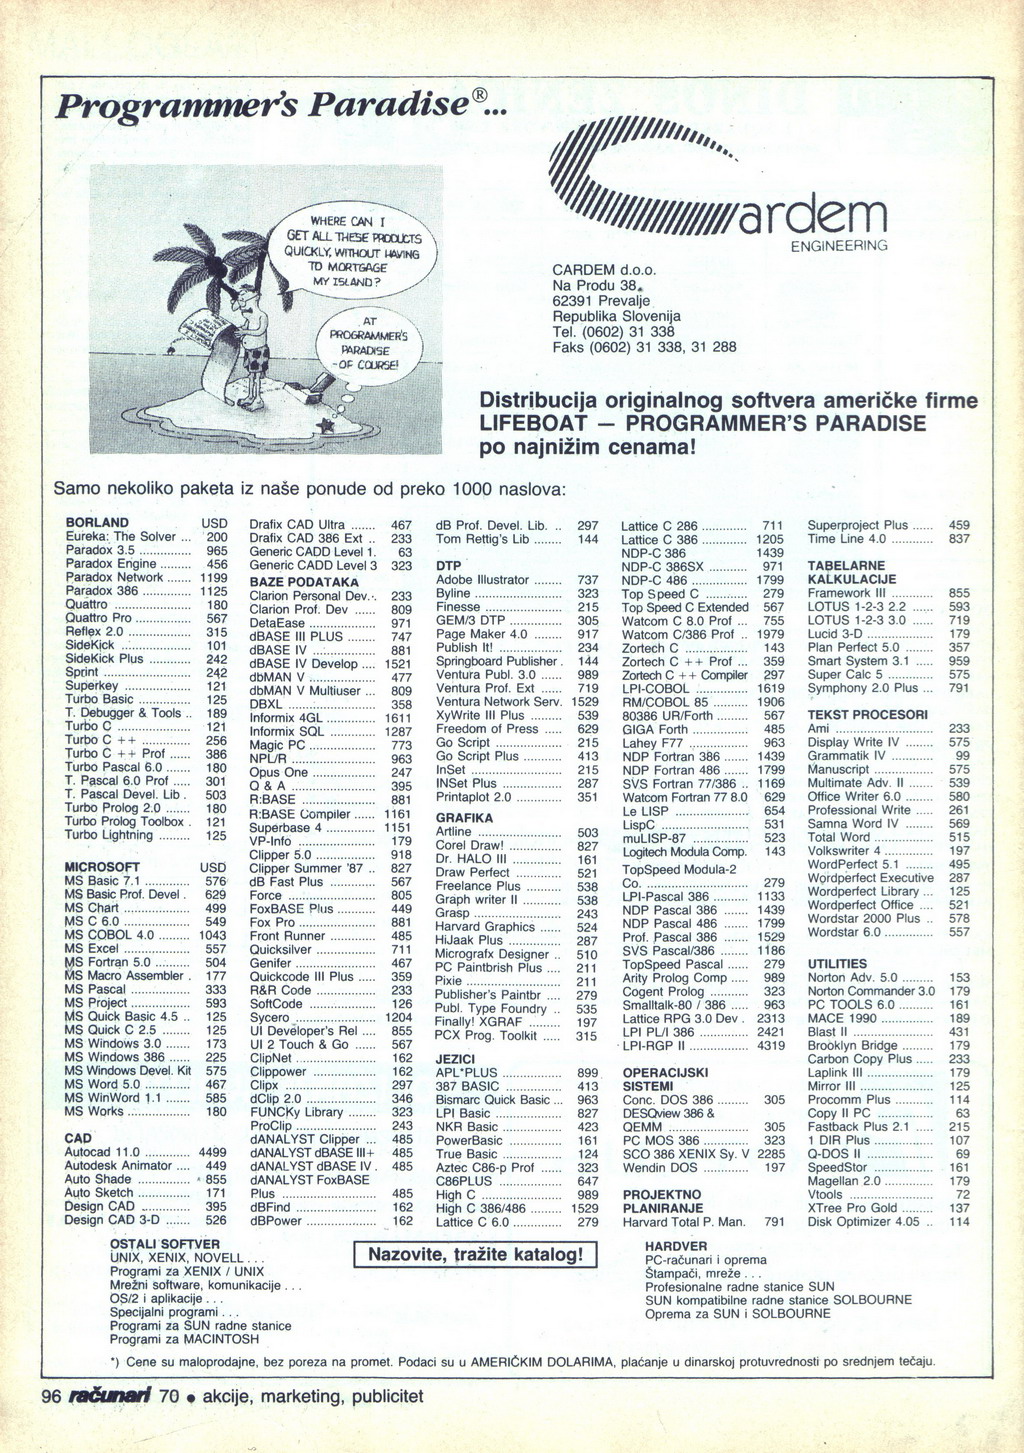 Programmer's Paradise®...
WHERE CAN I
GET ALL THESE PRODUCTS
QUICKLY, WITHOUT HAVING
TO MORTGAGE
MY ISLAND?
AT
PROGRAMMER'S
PARADISE
-OF COURSE!
Cardem
ENGINEERING
CARDEM d.o.o.
Na Produ 38.
62391 Prevalje
Republika Slovenija
Tel. (0602) 31 338
Faks (0602) 31 338, 31 288
Distribucija originalnog softvera američke firme
LIFEBOAT — PROGRAMMER'S PARADISE
po najnižim cenama!
Samo nekoliko paketa iz naše ponude od preko 1000 naslova:
BORLAND USD
Eureka: The Solver ... 200
Paradox 3.5 ... 965
Paradox Engine ... 456
Paradox Network ... 1199
Paradox 386 ... 1125
Quattro ... 180
Quattro Pro ... 567
Reflex 2.0 ... 315
SideKick ... 101
SideKick Plus ... 242
Sprint ... 242
Superkey ... 121
Turbo Basic ... 125
T. Debugger & Tools .. 189
Turbo C ... 121
Turbo C ++ ... 256
Turbo C ++ Prof ... 386
Turbo Pascal 6.0 ... 180
T. Pascal 6.0 Prof ... 301
T. Pascal Devel. Lib . 503
Turbo Prolog 2.0 ... 180
Turbo Prolog Toolbox . 121
Turbo Lightning ... 125
MICROSOFT USD
MS Basic 7.1 ... 576
MS Basic Prof. Devel . 629
MS Chart ... 499
MS C 6.0 ... 549
MS COBOL 4.0 ... 1043
MS Excel ... 557
MS Fortran 5.0 ... 504
MS Macro Assembler . 177
MS Pascal ... 333
MS Project ... 593
MS Quick Basic 4.5 .. 125
MS Quick C 2.5 ... 125
MS Windows 3.0 ... 173
MS Windows 386 ... 225
MS Windows Devel. Kit 575
MS Word 5.0 ... 467
MS WinWord 1.1 ... 585
MS Works ... 180
CAD
Autocad 11.0 ... 4499
Autodesk Animator .... 449
Auto Shade ... 855
Auto Sketch ... 171
Design CAD ... 395
Design CAD 3-D ... 526
Drafix CAD Ultra ... 467
Drafix CAD 386 Ext .. 233
Generic CADD Level 1. 63
Generic CADD Level 3 323
BAZE PODATAKA
Clarion Personal Dev... 233
Clarion Prof. Dev ... 809
DetaEase ... 971
dBASE III PLUS ... 747
dBASE IV ... 881
dBASE IV Develop .... 1521
dbMAN V ... 477
dbMAN V Multiuser ... 809
DBXL ... 358
Informix 4GL ... 1611
Informix SQL ... 1287
Magic PC ... 773
NPL/R ... 963
Opus One ... 247
Q & A ... 395
R:BASE ... 881
R:BASE Compiler ... 1161
Superbase 4 ... 1151
VP-Info ... 179
Clipper 5.0 ... 918
Clipper Summer '87 .. 827
dB Fast Plus ... 567
Force ... 805
FoxBASE Plus ... 449
Fox Pro ... 881
Front Runner ... 485
Quicksilver ... 711
Genifer ... 467
Quickcode III Plus ... 359
R&R Code ... 233
SoftCode ... 126
Sycero ... 1204
UI Developer's Rel .... 855
UI 2 Touch & Go ... 567
ClipNet ... 162
Clippower ... 162
Clipx ... 297
dClip 2.0 ... 346
FUNCKy Library ... 323
ProClip ... 243
dANALYST Clipper ... 485
dANALYST dBASE III+ 485
dANALYST dBASE IV . 485
dANALYST FoxBASE
Plus ... 485
dBFind ... 162
dBPower ... 162
dB Prof. Devel. Lib. .. 297
Tom Rettig's Lib ... 144
DTP
Adobe Illustrator ... 737
Byline ... 323
Finesse ... 215
GEM/3 DTP ... 305
Page Maker 4.0 ... 917
Publish It! ... 234
Springboard Publisher . 144
Ventura Publ. 3.0 ... 989
Ventura Prof. Ext ... 719
Ventura Network Serv. 1529
XyWrite III Plus ... 539
Freedom of Press ... 629
Go Script ... 215
Go Script Plus ... 413
InSet ... 215
INSet Plus ... 287
Printaplot 2.0 ... 351
GRAFIKA
Artline ... 503
Corel Draw! ... 827
Dr. HALO III ... 161
Draw Perfect ... 521
Freelance Plus ... 538
Graph writer II ... 538
Grasp ... 243
Harvard Graphics ... 524
HiJaak Plus ... 287
Micrografx Designer .. 510
PC Paintbrish Plus .... 211
Pixie ... 211
Publisher's Paintbr .... 279
Publ. Type Foundry .. 535
Finally! XGRAF ... 197
PCX Prog. Toolkit ... 315
JEZICI
APL*PLUS ... 899
387 BASIC ... 413
Bismarc Quick Basic ... 963
LPI Basic ... 827
NKR Basic ... 423
PowerBasic ... 161
True Basic ... 124
Aztec C86-p Prof ... 323
C86PLUS ... 647
High C ... 989
High C 386/486 ... 1529
Lattice C 6.0 ... 279
Lattice C 286 ... 711
Lattice C 386 ... 1205
NDP-C 386 1439
NDP-C 386SX ... 971
NDP-C 486 ... 1799
Top Speed C ... 279
Top Speed C Extended 567
Watcom C 8.0 Prof ... 755
Watcom C/386 Prof .. 1979
Zortech C ... 143
Zortech C ++ Prof ... 359
Zortech C ++ Compiler 297
LPI-COBOL ... 1619
RM/COBOL 85 ... 1906
80386 UR/Forth ... 567
GIGA Forth ... 485
Lahey F77 ... 963
NDP Fortran 386 ... 1439
NDP Fortran 486 ... 1799
SVS Fortran 77/386 .. 1169
Watcom Fortran 77 8.0 629
Le LISP ... 654
LispC ... 531
muLISP-87 ... 523
Logitech Modula Comp. 143
TopSpeed Modula-2
Co. ... 279
LPI-Pascal 386 ... 1133
NDP Pascal 386 ... 1439
NDP Pascal 486 ... 1799
Prof. Pascal 386 ... 1529
SVS Pascal/386 ... 1186
TopSpeed Pascal ... 279
Arity Prolog Comp ... 989
Cogent Prolog ... 323
Smalltalk-80 / 386 ... 963
Lattice RPG 3.0 Dev . 2313
LPI PL/I 386 ... 2421
LPI-RGP II ... 4319
OPERACIJSKI
SISTEMI
Conc. DOS 386 ... 305
DESQview 386 &
QEMM ... 305
PC MOS 386 ... 323
SCO 386 XENIX Sy. V 2285
Wendin DOS ... 197
PROJEKTNO
PLANIRANJE
Harvard Total P. Man. 791
Superproject Plus ... 459
Time Line 4.0 ... 837
TABELARNE
KALKULACIJE
Framework III ... 855
LOTUS 1-2-3 2.2 ... 593
LOTUS 1-2-3 3.0 ... 719
Lucid 3-D ... 179
Plan Perfect 5.0 ... 357
Smart System 3.1 ... 959
Super Calc 5 ... 575
Symphony 2.0 Plus ... 791
TEKST PROCESORI
Ami ... 233
Display Write IV ... 575
Grammatik IV ... 99
Manuscript ... 575
Multimate Adv. II ... 539
Office Writer 6.0 ... 580
Professional Write ... 261
Samna Word IV ... 569
Total Word ... 515
Volkswriter 4 ... 197
WordPerfect 5.1 ... 495
Wordperfect Executive 287
Wordperfect Library ... 125
Wordperfect Office .... 521
Wordstar 2000 Plus .. 578
Wordstar 6.0 ... 557
UTILITIES
Norton Adv. 5.0 ... 153
Norton Commander 3.0 179
PC TOOLS 6.0 ... 161
MACE 1990 ... 189
Blast II ... 431
Brooklyn Bridge ... 179
Carbon Copy Plus ... 233
Laplink III ... 179
Mirror III ... 125
Procomm Plus ... 114
Copy II PC ... 63
Fastback Plus 2.1 ... 215
1 DIR Plus ... 107
Q-DOS II ... 69
SpeedStor ... 161
Magellan 2.0 ... 179
Vtools ... 72
XTree Pro Gold ... 137
Disk Optimizer 4.05 .. 114
OSTALI SOFTVER
UNIX, XENIX, NOVELL . . .
Programi za XENIX / UNIX
Mrežni software, komunikacije . . .
OS/2 i aplikacije . . .
Specijalni programi . . .
Programi za SUN radne stanice
Programi za MACINTOSH
Nazovite, tražite katalog!
HARDVER
PC-računari i oprema
Štampači, mreže . . .
Profesionalne radne stanice SUN
SUN kompatibilne radne stanice SOLBOURNE
Oprema za SUN i SOLBOURNE
*) Cene su maloprodajne, bez poreza na promet. Podaci su u AMERIČKIM DOLARIMA, plaćanje u dinarskoj protuvrednosti po srednjem tečaju.
96 računari 70 • akcije, marketing, publicitet